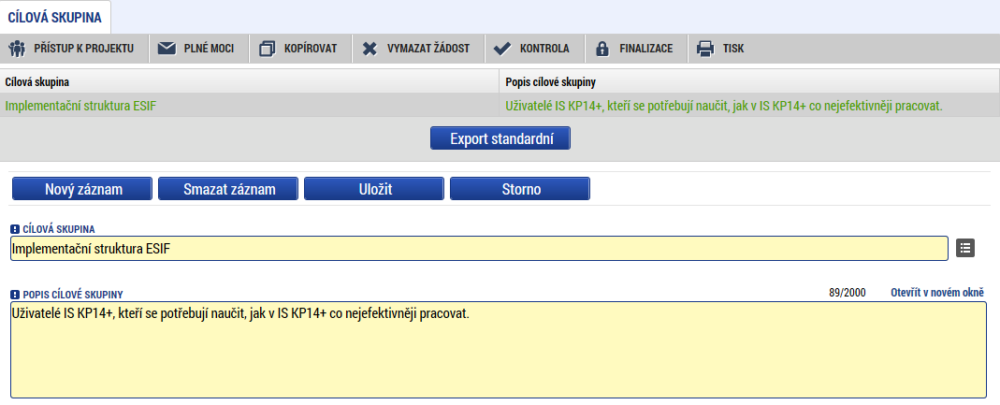 CÍLOVÁ SKUPINA
PŘÍSTUP K PROJEKTU PLNÉ MOCI KOPÍROVAT VYMAZAT ŽÁDOST KONTROLA FINALIZACE TISK
Cílová skupina Popis cílové skupiny
Implementační struktura ESIF Uživatelé IS KP14+, kteří se potřebují naučit, jak v IS KP14+ co nejefektivněji pracovat.
Export standardní
Nový záznam Smazat záznam Uložit Storno
CÍLOVÁ SKUPINA
Implementační struktura ESIF
POPIS CÍLOVÉ SKUPINY 89/2000 Otevřít v novém okně
Uživatelé IS KP14+, kteří se potřebují naučit, jak v IS KP14+ co nejefektivněji pracovat.